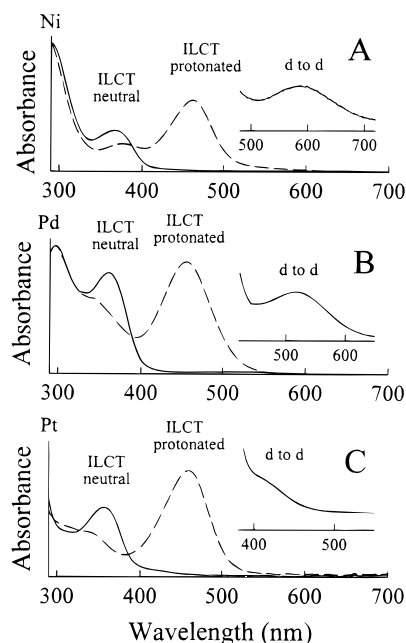 Ni
A
ILCT
neutral
ILCT
protonated
d to d
Absorbance
500 600 700
300 400 500 600 700
Pd
B
ILCT
neutral
ILCT
protonated
d to d
Absorbance
500 600
300 400 500 600 700
Pt
C
ILCT
neutral
ILCT
protonated
d to d
Absorbance
400 500
300 400 500 600 700
Wavelength (nm)